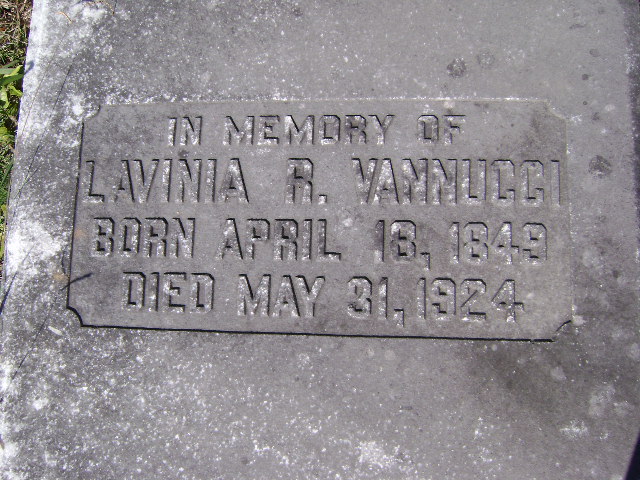 IN MEMORY OF
LAVINIA R. VANNUCCI
BORN APRIL 18, 1849
DIED MAY 31, 1924